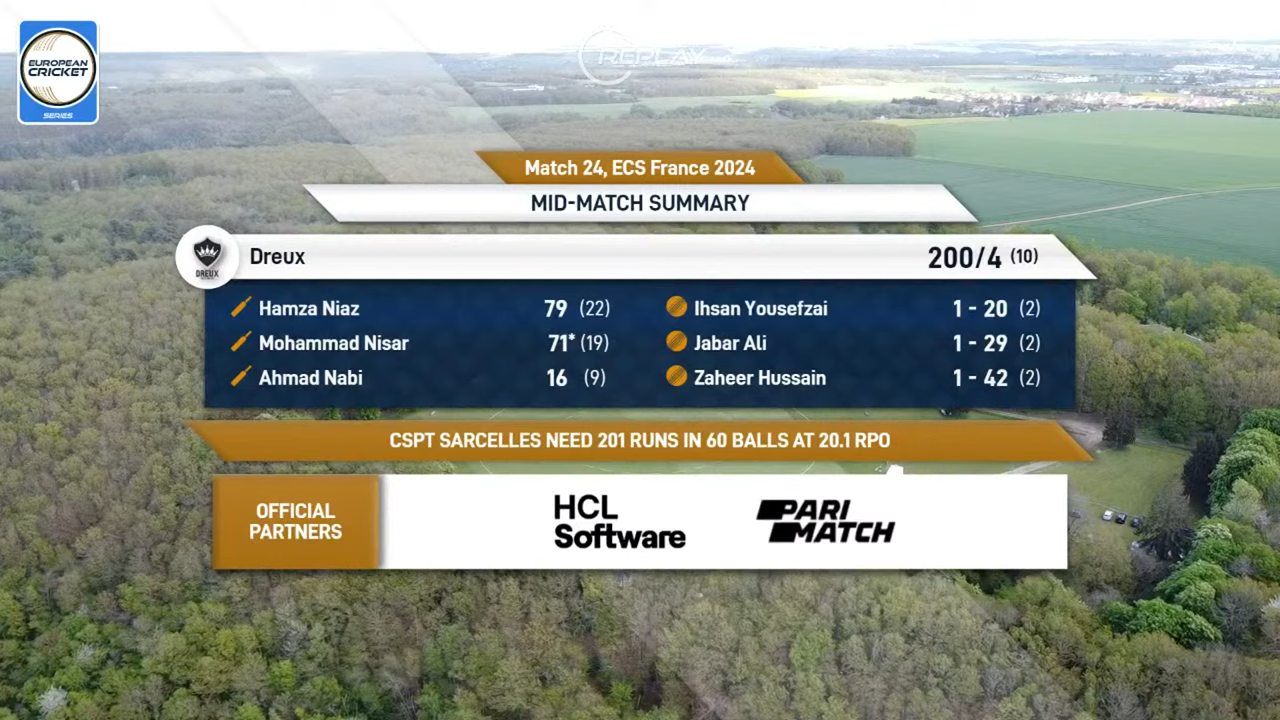 EUROPEAN
CRICKET
SERIES
REPLAY
Match 24, ECS France 2024
MID-MATCH SUMMARY
DREUX
Dreux 200/4 (10)
Hamza Niaz 79 (22) Ihsan Yousefzai 1 - 20 (2)
Mohammad Nisar 71* (19) Jabar Ali 1 - 29 (2)
Ahmad Nabi 16 (9) Zaheer Hussain 1 - 42 (2)
CSPT SARCELLES NEED 201 RUNS IN 60 BALLS AT 20.1 RPO
OFFICIAL
PARTNERS
HCL
Software
PARI
MATCH